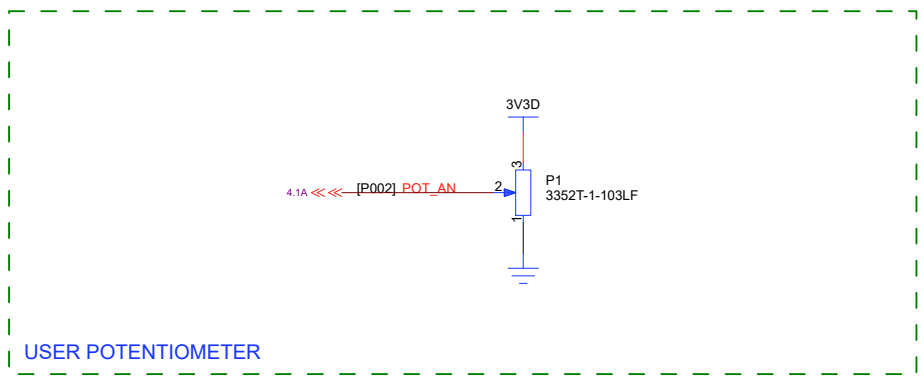 3V3D
3
4.1A [P002] POT_AN 2
P1
3352T-1-103LF
1
USER POTENTIOMETER